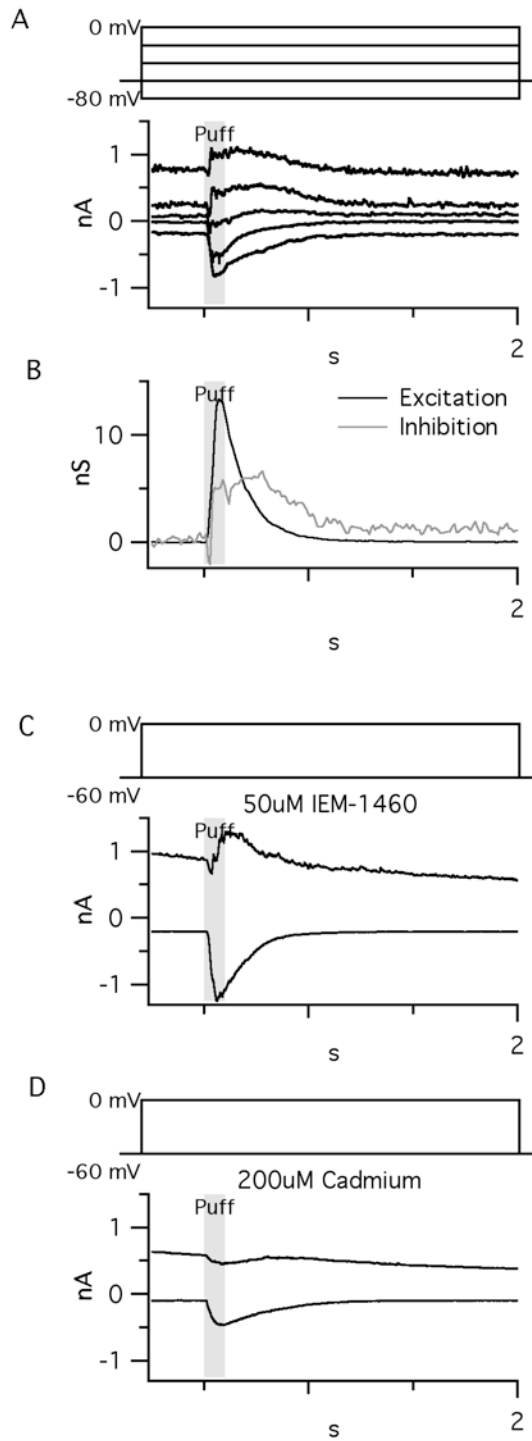 A
0 mV
-80 mV
Puff
1
0
-1
nA
s
2
B
Puff
Excitation
Inhibition
10
0
nS
s
2
C
0 mV
-60 mV
50uM IEM-1460
Puff
1
0
-1
nA
s
2
D
0 mV
-60 mV
200uM Cadmium
Puff
1
0
-1
nA
s
2